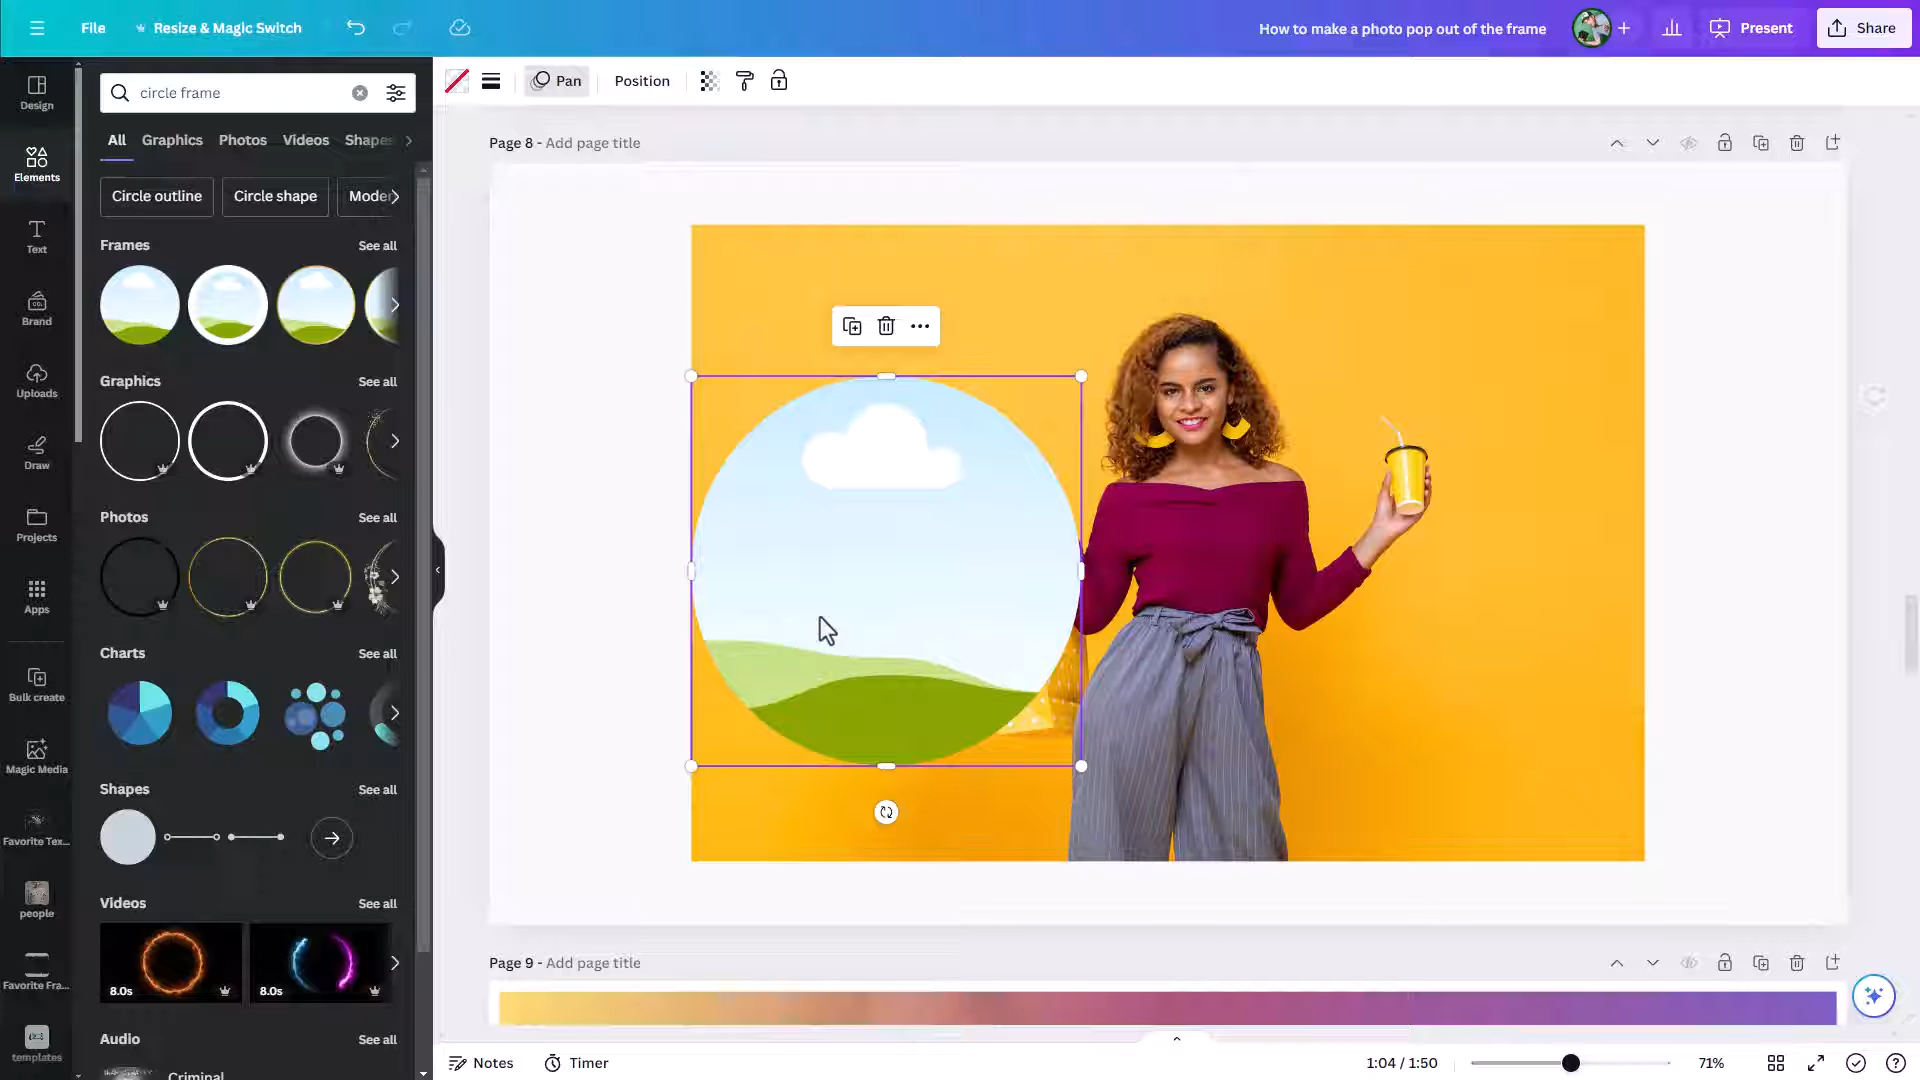 File
Resize & Magic Switch
How to make a photo pop out of the frame
Present
Share
Design
Elements
Text
Brand
Uploads
Draw
Projects
Apps
Bulk create
Magic Media
Favorite Tex...
people
Favorite Fra...
templates
circle frame
All Graphics Photos Videos Shapes
Circle outline Circle shape
Frames See all
Graphics See all
Photos See all
Charts See all
Shapes See all
Videos See all
8.0s 8.0s
Audio See all
Criminal
Pan
Position
Page 8 - Add page title
Page 9 - Add page title
Notes
Timer
1:04 / 1:50
71%